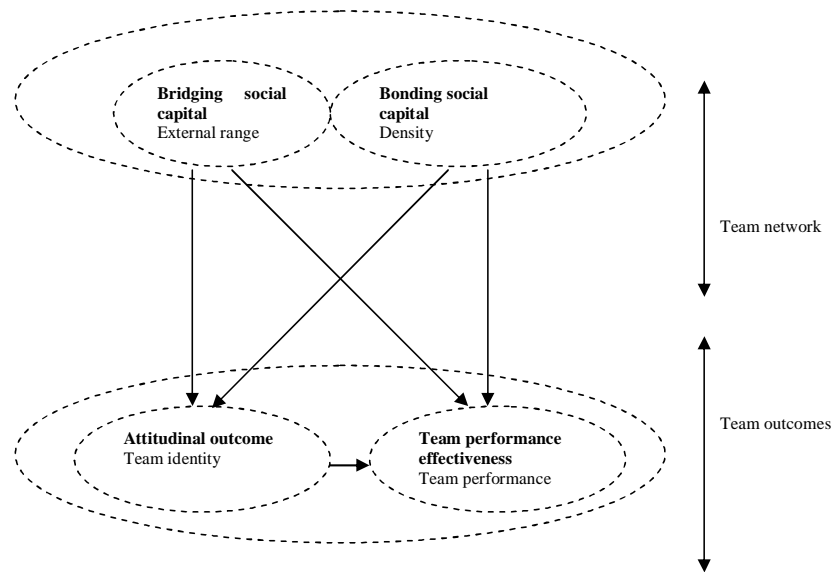 Bridging social
capital
External range
Bonding social
capital
Density
Team network
Team outcomes
Attitudinal outcome
Team identity
Team performance
effectiveness
Team performance